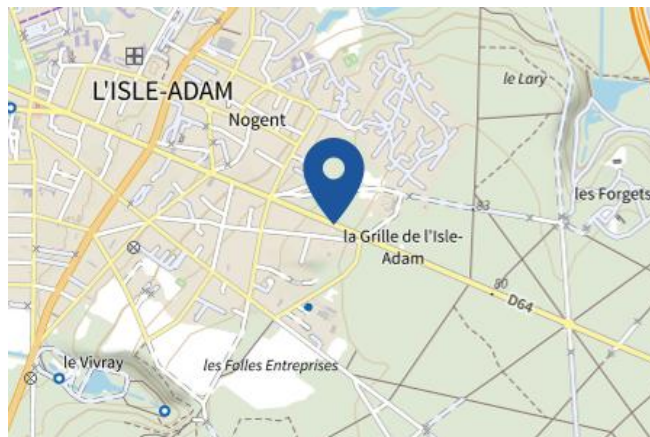 le Lary
L'ISLE-ADAM
Nogent
les Forgets
83
la Grille de l'Isle-
Adam
80
D64
le Vivray
les Folles Entreprises